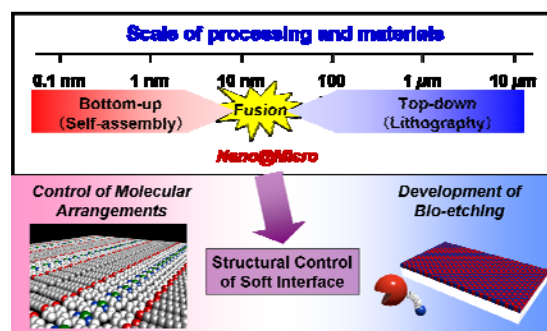 Scale of processing and materials
0.1 nm 1 nm 10 nm 100 1 μm 10 μm
Bottom-up
(Self-assembly)
Fusion
Top-down
(Lithography)
Nano@Micro
Control of Molecular
Arrangements
Development of
Bio-etching
Structural Control
of Soft Interface